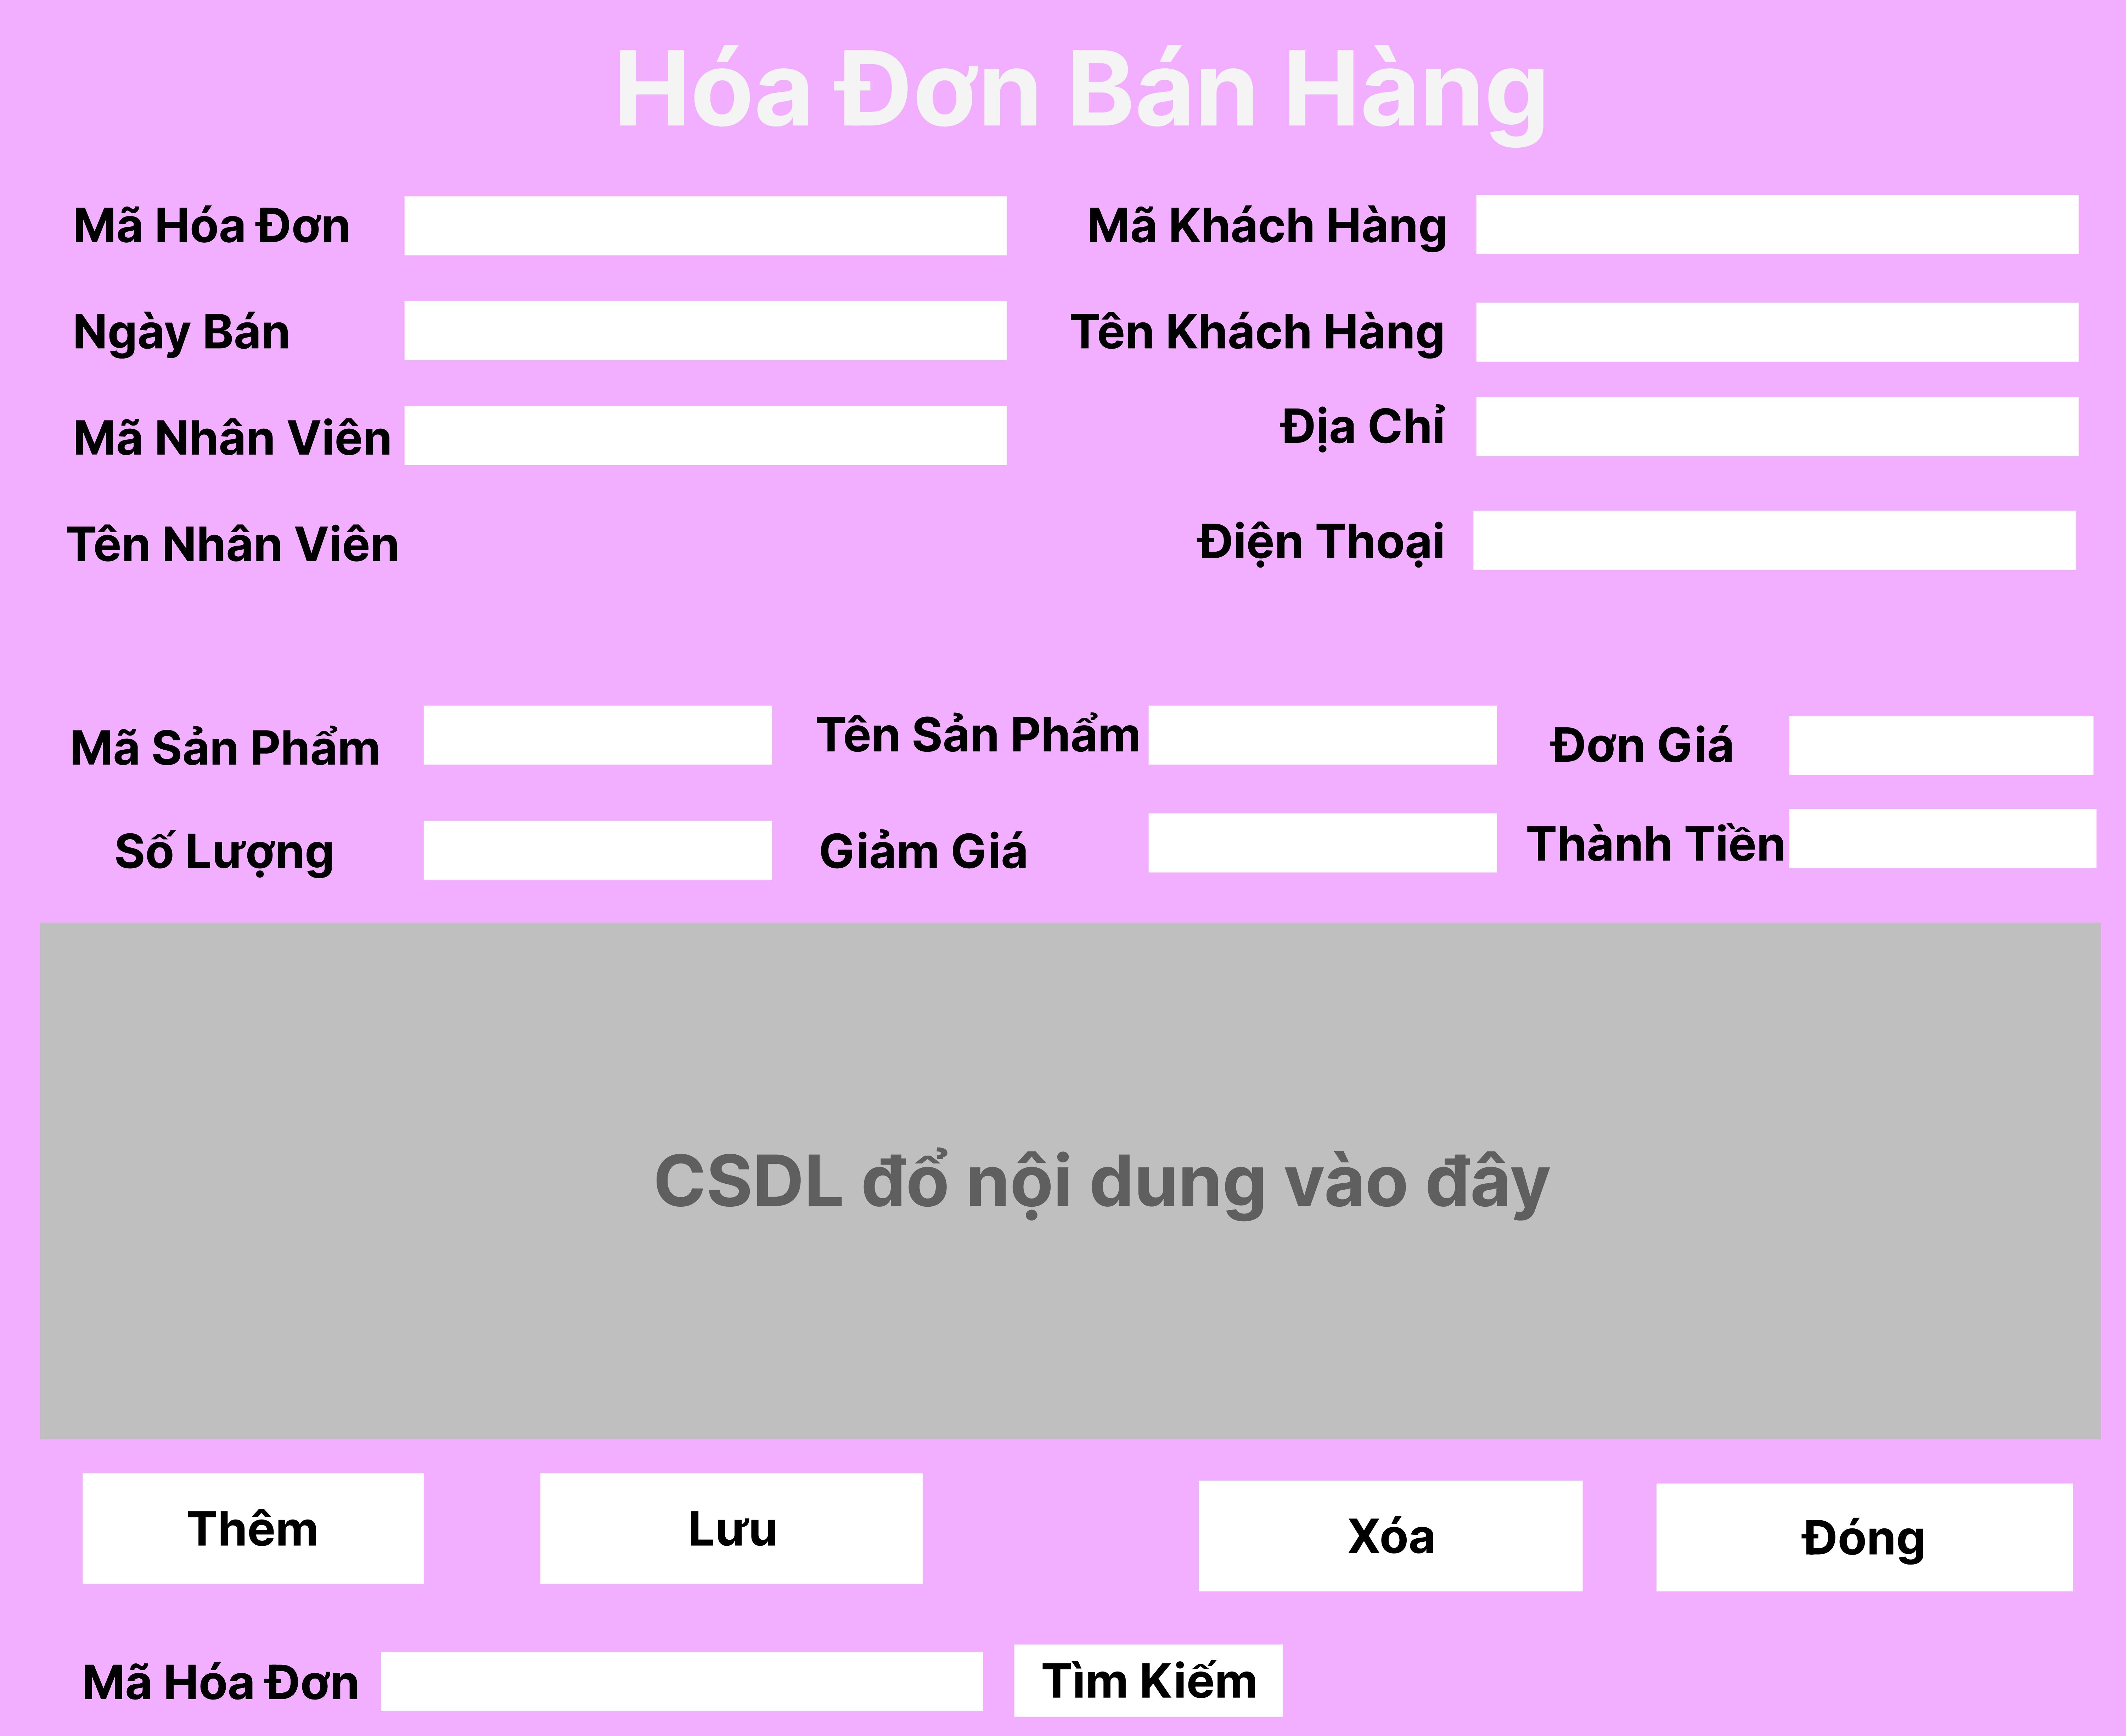 Hóa Đơn Bán Hàng
Mã Hóa Đơn
Mã Khách Hàng
Ngày Bán
Tên Khách Hàng
Mã Nhân Viên
Địa Chỉ
Tên Nhân Viên
Điện Thoại
Mã Sản Phẩm
Tên Sản Phẩm
Đơn Giá
Số Lượng
Giảm Giá
Thành Tiền
CSDL đổ nội dung vào đây
Thêm
Lưu
Xóa
Đóng
Mã Hóa Đơn
Tìm Kiếm